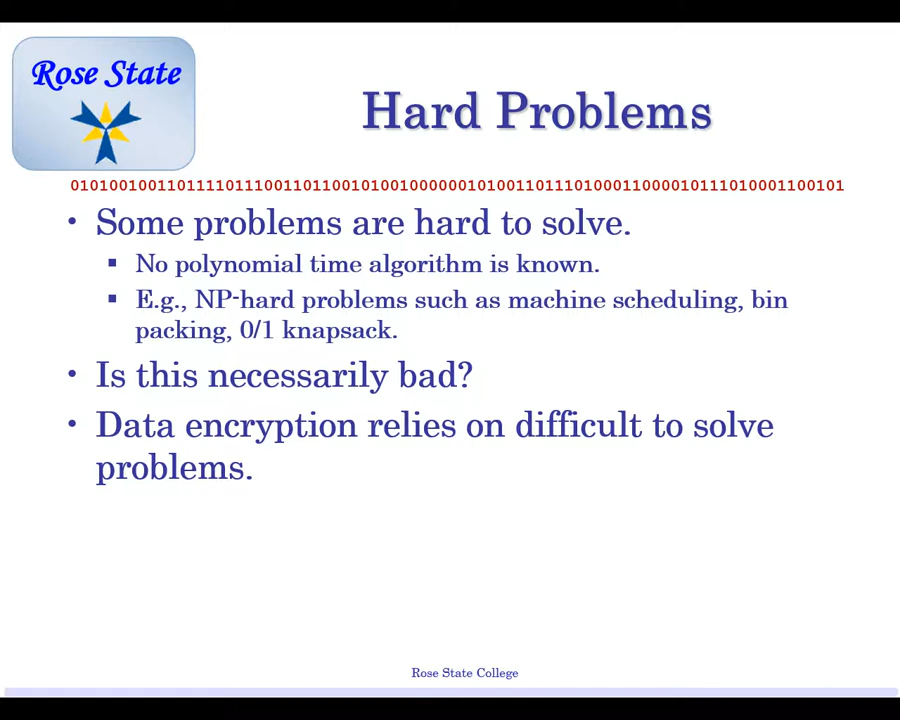 Rose State
Hard Problems
01010010011011110111001101100101001000000101001101110100011000010111010001100101
• Some problems are hard to solve.
▪ No polynomial time algorithm is known.
▪ E.g., NP-hard problems such as machine scheduling, bin
packing, 0/1 knapsack.
• Is this necessarily bad?
• Data encryption relies on difficult to solve
problems.
Rose State College